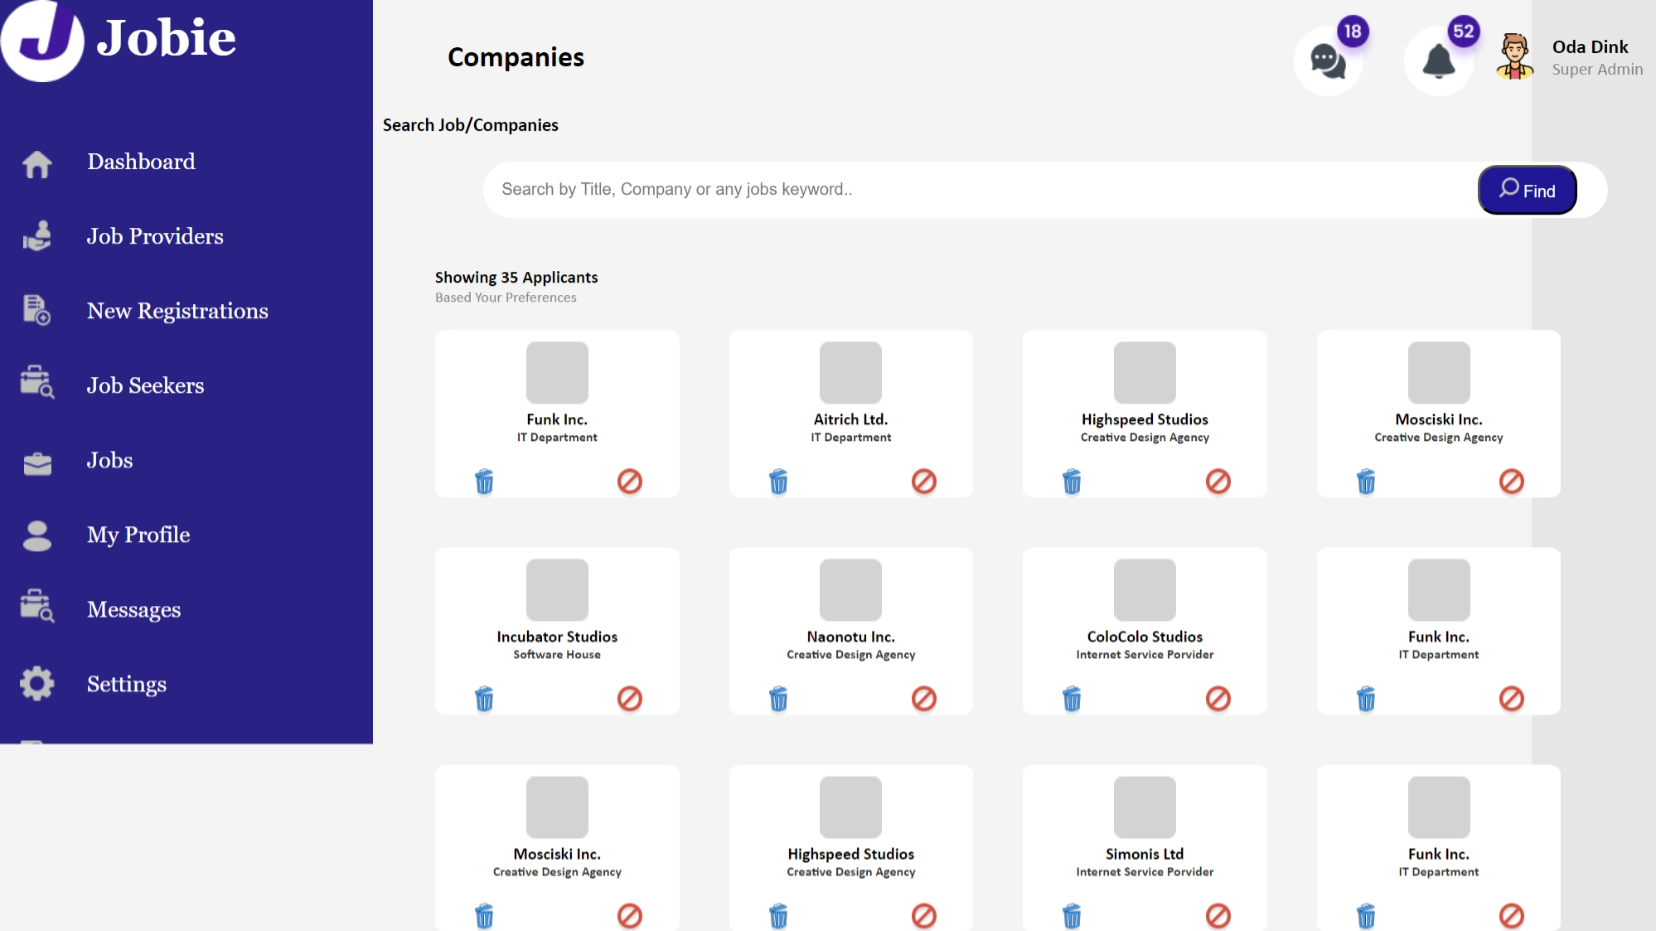 Jobie
Dashboard
Job Providers
New Registrations
Job Seekers
Jobs
My Profile
Messages
Settings
Companies
18
52
Oda Dink
Super Admin
Search Job/Companies
Search by Title, Company or any jobs keyword..
Find
Showing 35 Applicants
Based Your Preferences
Funk Inc.
IT Department
Aitrich Ltd.
IT Department
Highspeed Studios
Creative Design Agency
Mosciski Inc.
Creative Design Agency
Incubator Studios
Software House
Naonotu Inc.
Creative Design Agency
ColoColo Studios
Internet Service Porvider
Funk Inc.
IT Department
Mosciski Inc.
Creative Design Agency
Highspeed Studios
Creative Design Agency
Simonis Ltd
Internet Service Porvider
Funk Inc.
IT Department